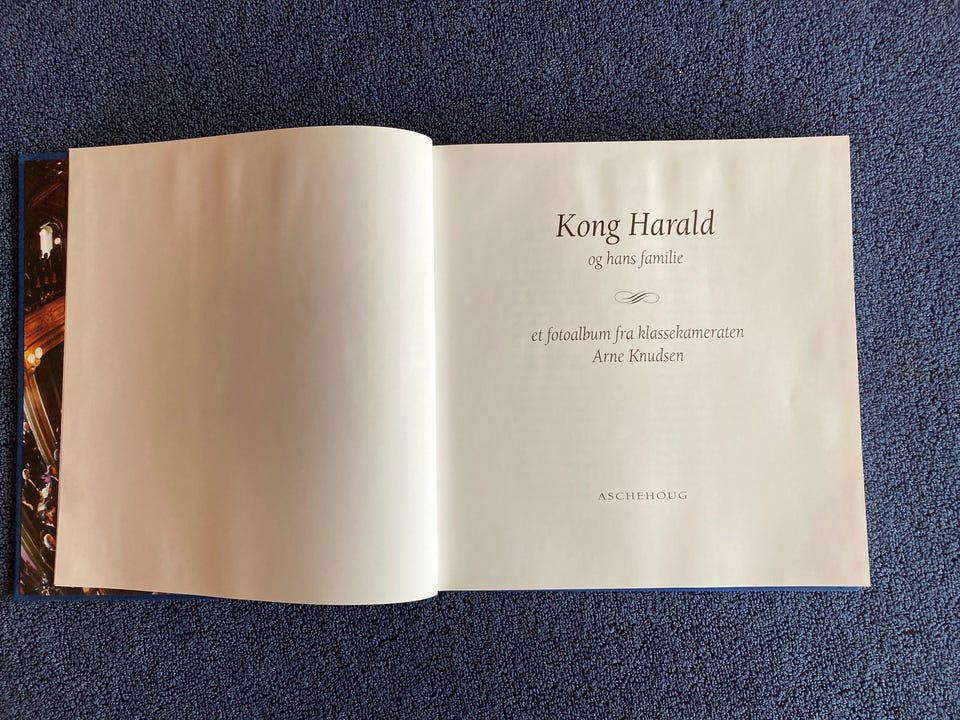 Kong Harald
og hans familie
et fotoalbum fra klassekameraten
Arne Knudsen
ASCHEHOUG